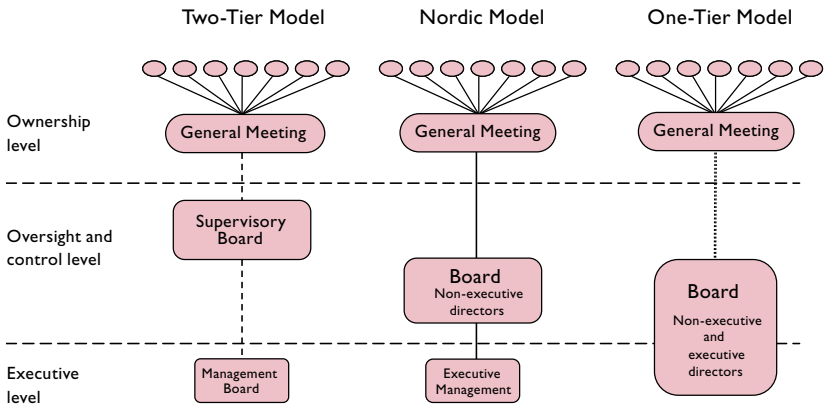 Two-Tier Model
Nordic Model
One-Tier Model
Ownership
level
General Meeting
General Meeting
General Meeting
Oversight and
control level
Supervisory
Board
Board
Non-executive
directors
Board
Non-executive
and
executive
directors
Executive
level
Management
Board
Executive
Management